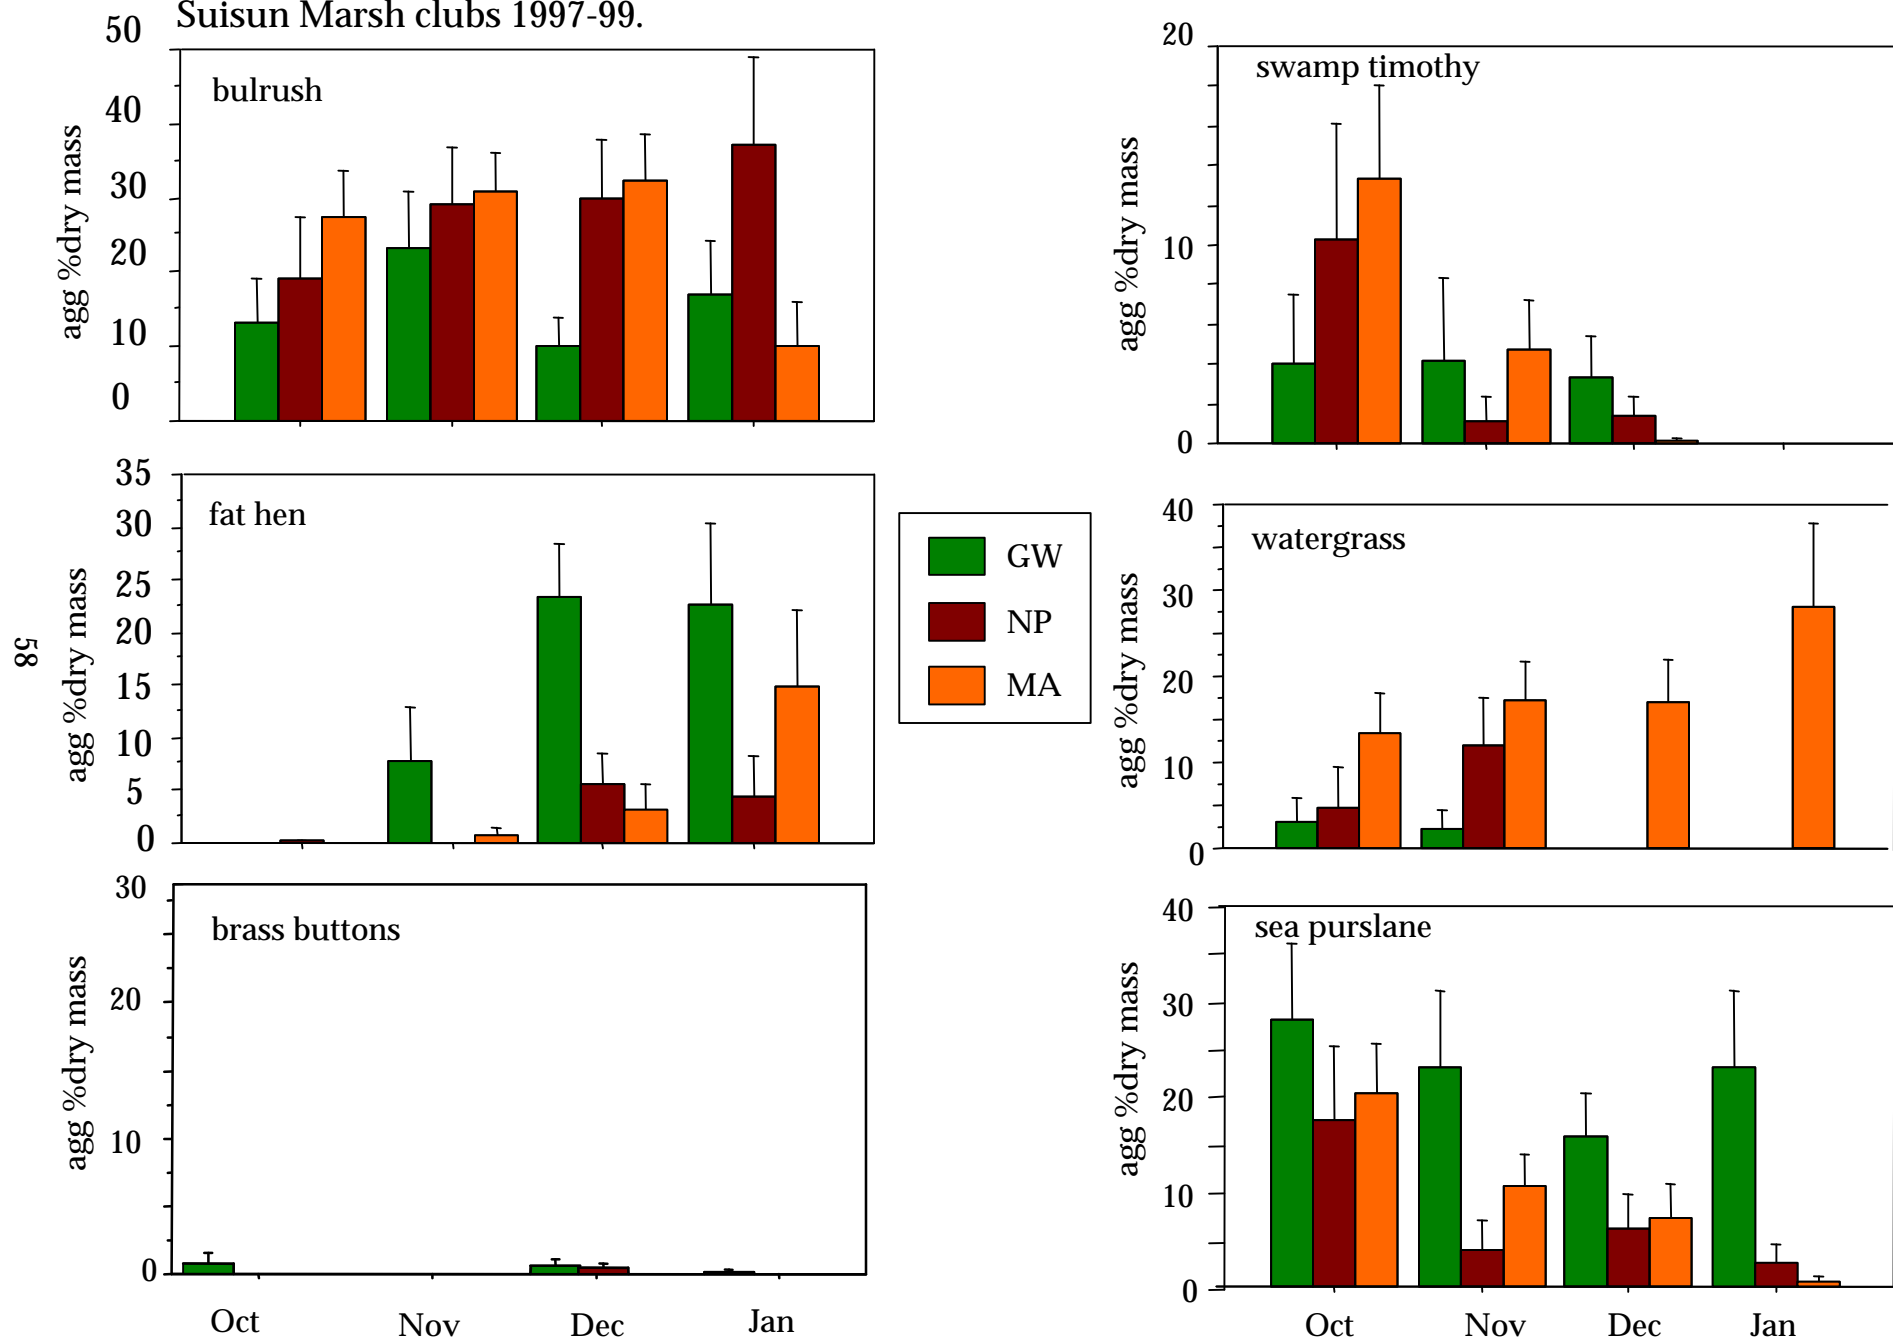 Suisun Marsh clubs 1997-99.
bulrush
agg %dry mass
50
40
30
20
10
0
swamp timothy
agg %dry mass
20
10
0
fat hen
agg %dry mass
35
30
25
20
15
10
5
0
GW
NP
MA
watergrass
agg %dry mass
40
30
20
10
0
58
brass buttons
agg %dry mass
30
20
10
0
Oct Nov Dec Jan
sea purslane
agg %dry mass
40
30
20
10
0
Oct Nov Dec Jan